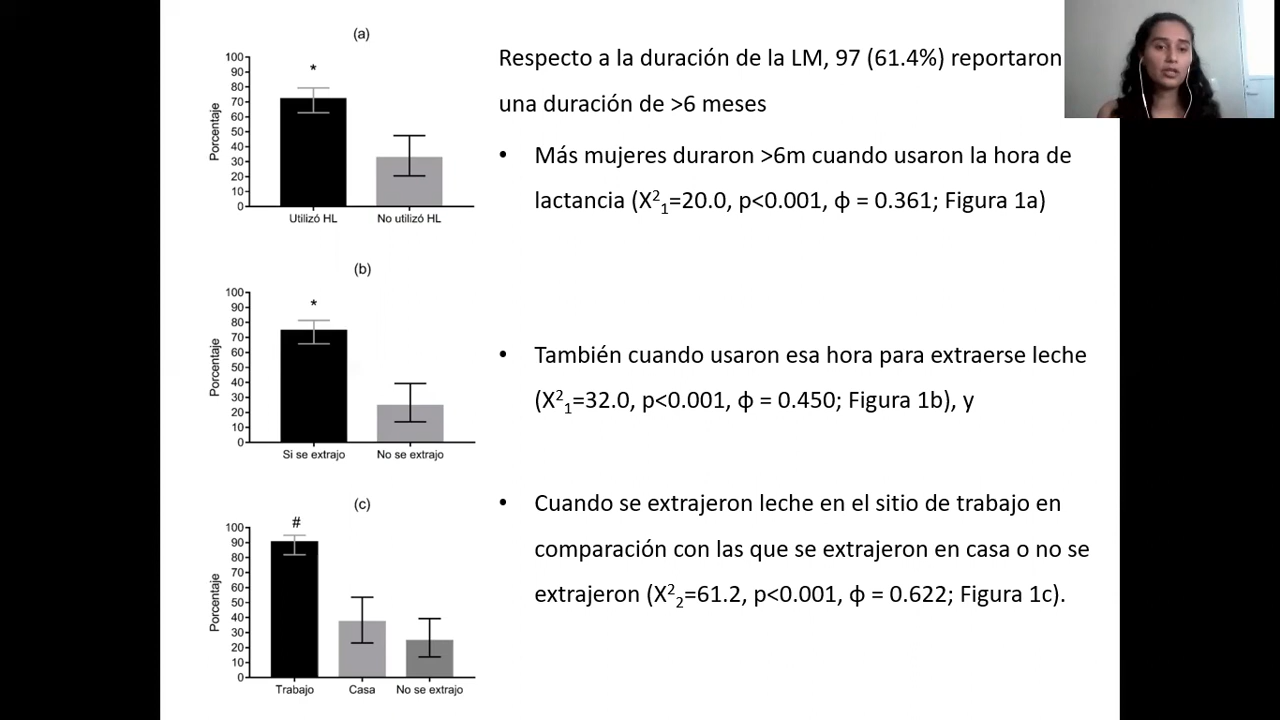 (a)
100
90
80
70
60
50
40
30
20
10
0
Porcentaje
*
Utilizó HL
No utilizó HL
Respecto a la duración de la LM, 97 (61.4%) reportaron
una duración de >6 meses
• Más mujeres duraron >6m cuando usaron la hora de
lactancia (X²₁=20.0, p<0.001, ϕ = 0.361; Figura 1a)
(b)
100
90
80
70
60
50
40
30
20
10
0
Porcentaje
*
Si se extrajo
No se extrajo
• También cuando usaron esa hora para extraerse leche
(X²₁=32.0, p<0.001, ϕ = 0.450; Figura 1b), y
(c)
100
90
80
70
60
50
40
30
20
10
0
Porcentaje
#
Trabajo
Casa
No se extrajo
• Cuando se extrajeron leche en el sitio de trabajo en
comparación con las que se extrajeron en casa o no se
extrajeron (X²₂=61.2, p<0.001, ϕ = 0.622; Figura 1c).